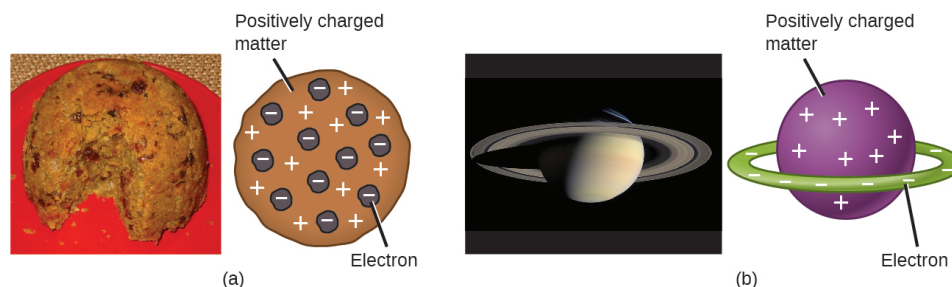 Positively charged
matter
Electron
(a)
Positively charged
matter
Electron
(b)